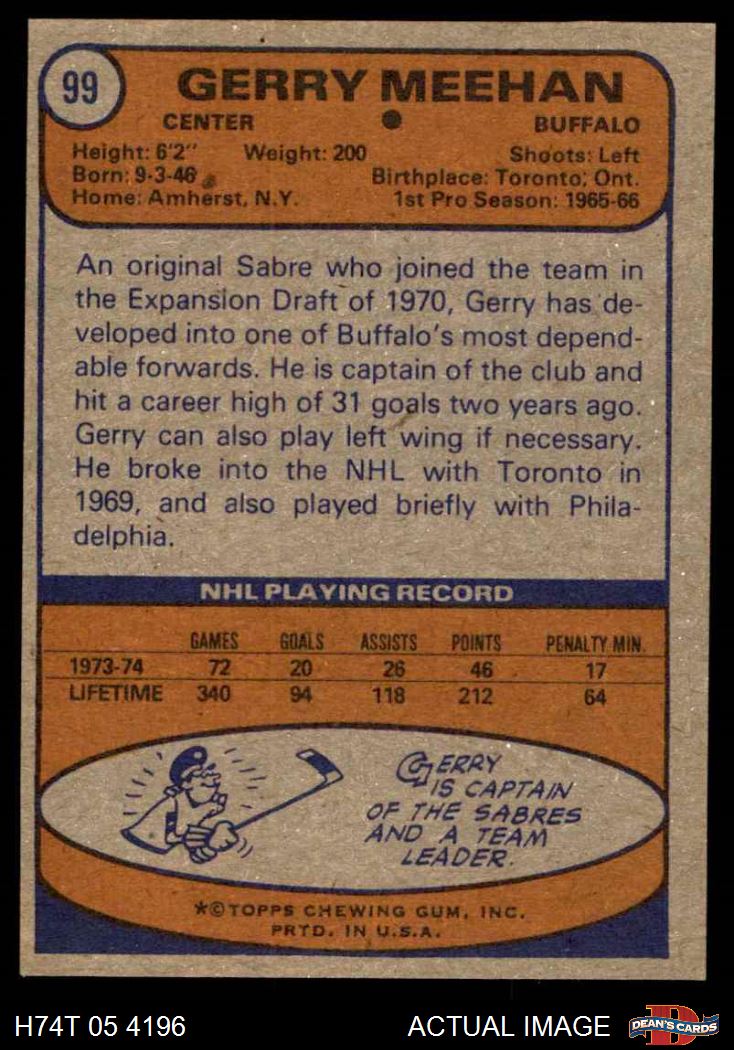 99
GERRY MEEHAN
CENTER BUFFALO
Height: 6'2" Weight: 200 Shoots: Left
Born: 9-3-46 Birthplace: Toronto, Ont.
Home: Amherst, N.Y. 1st Pro Season: 1965-66
An original Sabre who joined the team in
the Expansion Draft of 1970, Gerry has de-
veloped into one of Buffalo's most depend-
able forwards. He is captain of the club and
hit a career high of 31 goals two years ago.
Gerry can also play left wing if necessary.
He broke into the NHL with Toronto in
1969, and also played briefly with Phila-
delphia.
NHL PLAYING RECORD
GAMES GOALS ASSISTS POINTS PENALTY MIN.
1973-74 72 20 26 46 17
LIFETIME 340 94 118 212 64
GERRY
IS CAPTAIN
OF THE SABRES
AND A TEAM
LEADER.
*©TOPPS CHEWING GUM, INC.
PRTD. IN U.S.A.
H74T 05 4196 ACTUAL IMAGE D DEAN'S CARDS